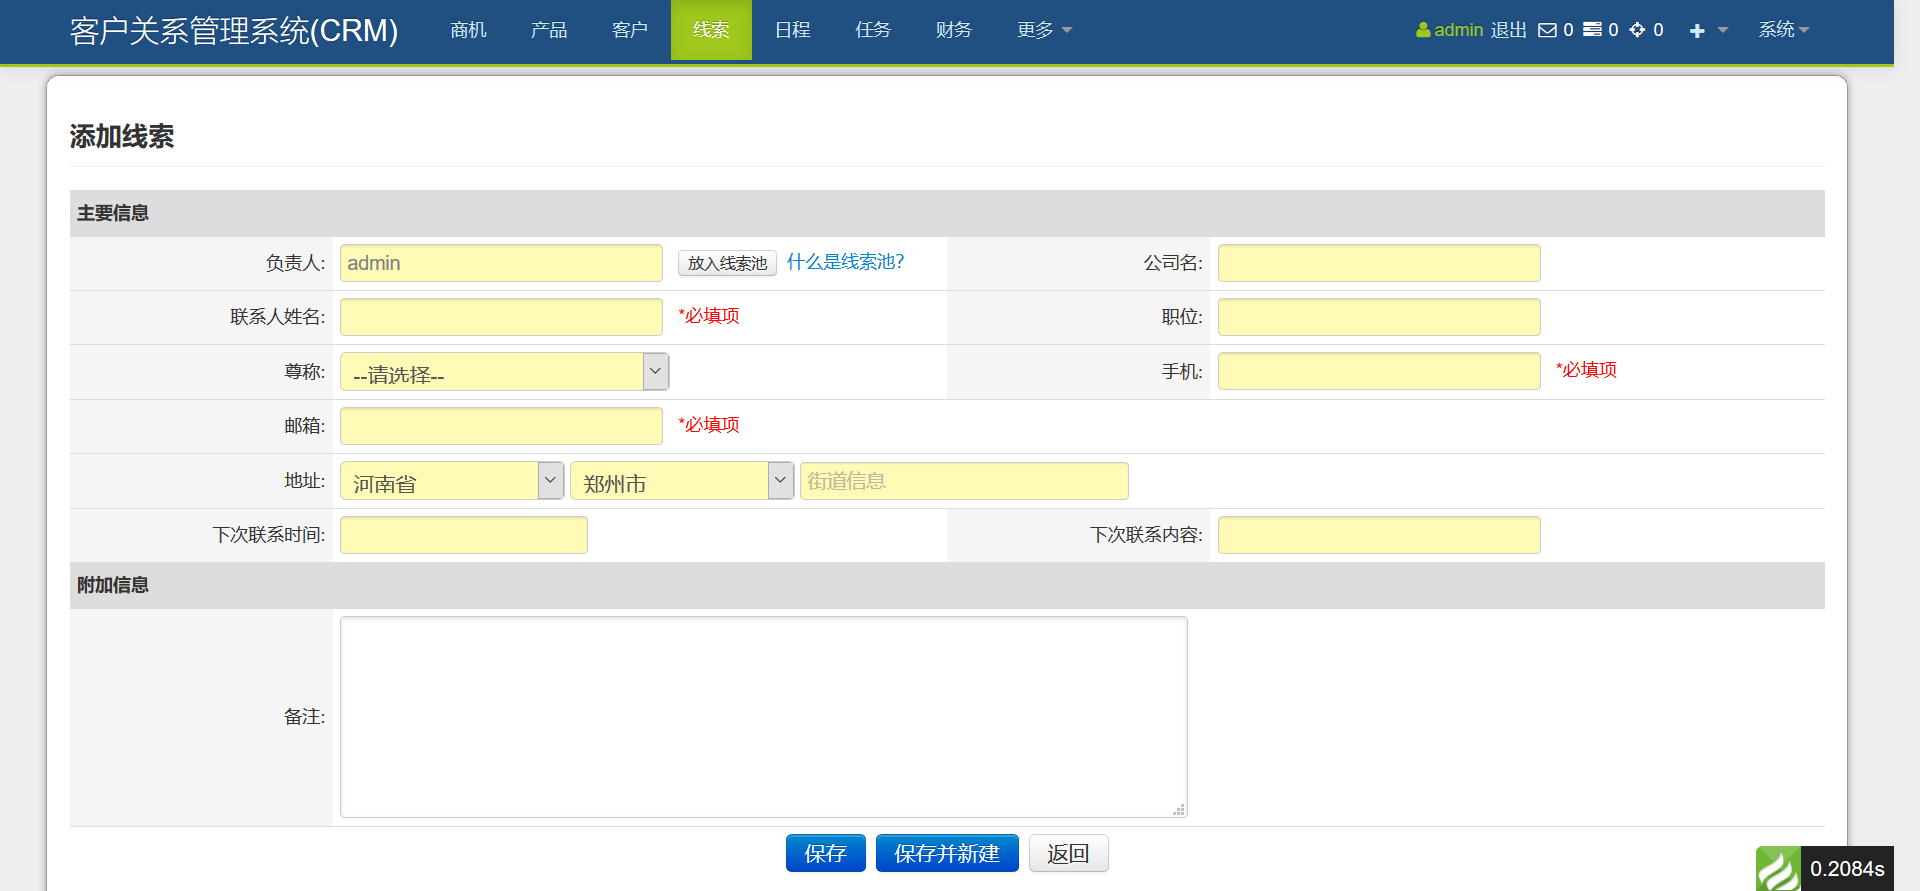 客户关系管理系统(CRM) 商机 产品 客户 线索 日程 任务 财务 更多 admin 退出 0 0 0 系统
添加线索
主要信息
负责人: admin 放入线索池 什么是线索池? 公司名:
联系人姓名: *必填项 职位:
尊称: --请选择-- 手机: *必填项
邮箱: *必填项
地址: 河南省 郑州市 街道信息
下次联系时间: 下次联系内容:
附加信息
备注:
保存 保存并新建 返回
0.2084s